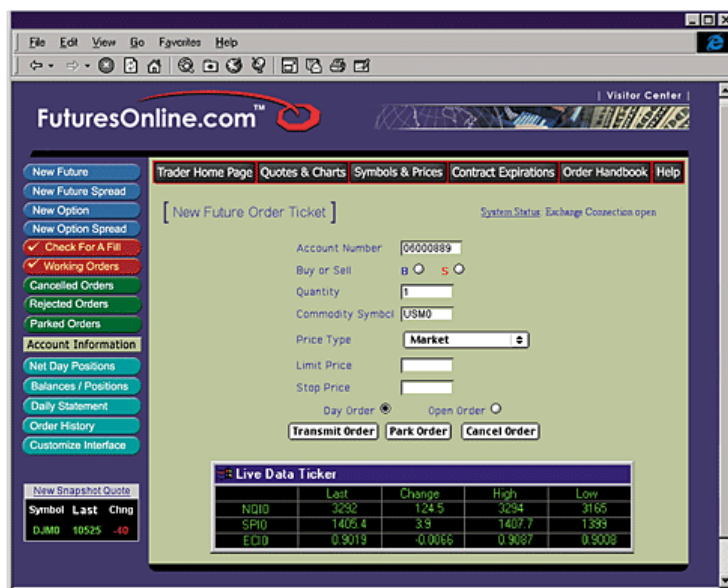 File Edit View Go Favorites Help
| Visitor Center |
FuturesOnline.com™
New Future
New Future Spread
New Option
New Option Spread
✓ Check For A Fill
✓ Working Orders
Cancelled Orders
Rejected Orders
Parked Orders
Account Information
Net Day Positions
Balances / Positions
Daily Statement
Order History
Customize Interface
New Snapshot Quote
Symbol Last Chng
DJM0 10525 -40
Trader Home Page Quotes & Charts Symbols & Prices Contract Expirations Order Handbook Help
[ New Future Order Ticket ] System Status: Exchange Connection open
Account Number 06000889
Buy or Sell B S
Quantity 1
Commodity Symbol USM0
Price Type Market
Limit Price
Stop Price
Day Order Open Order
Transmit Order Park Order Cancel Order
Live Data Ticker
Last Change High Low
NQI0 3292 124.5 3294 3165
SPI0 1405.4 3.9 1407.7 1399
ECI0 0.9019 -0.0066 0.9087 0.9008